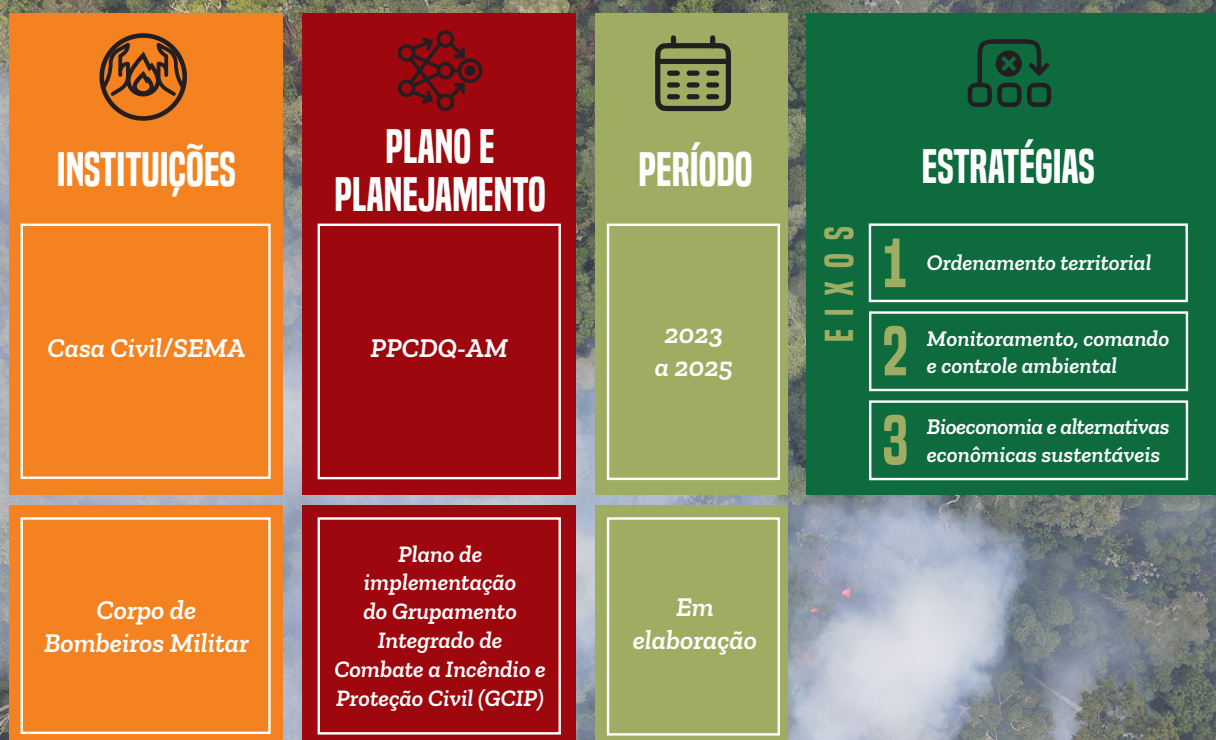 INSTITUIÇÕES
PLANO E
PLANEJAMENTO
PERÍODO
ESTRATÉGIAS
Casa Civil/SEMA
PPCDQ-AM
2023
a 2025
EIXOS
1 Ordenamento territorial
2 Monitoramento, comando
e controle ambiental
3 Bioeconomia e alternativas
econômicas sustentáveis
Corpo de
Bombeiros Militar
Plano de
implementação
do Grupamento
Integrado de
Combate a Incêndio e
Proteção Civil (GCIP)
Em
elaboração